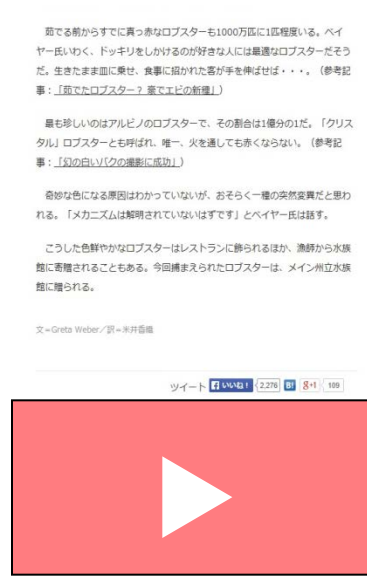 茹でる前からすでに真っ赤なロブスターも1000万匹に1匹程度いる。ベイ
ヤー氏いわく、ドッキリをしかけるのが好きな人には最適なロブスターだそう
だ。生きたまま皿に乗せ、食事に招かれた客が手を伸ばせば・・・。（参考記
事：「茹でたロブスター？ 豪でエビの新種」）
最も珍しいのはアルビノのロブスターで、その割合は1億分の1だ。「クリス
タル」ロブスターとも呼ばれ、唯一、火を通しても赤くならない。（参考記
事：「幻の白いバクの撮影に成功」）
奇妙な色になる原因はわかっていないが、おそらく一種の突然変異だと思わ
れる。「メカニズムは解明されていないはずです」とベイヤー氏は話す。
こうした色鮮やかなロブスターはレストランに飾られるほか、漁師から水族
館に寄贈されることもある。今回捕まえられたロブスターは、メイン州立水族
館に贈られる。
文=Greta Weber／訳=米井香織
ツイート いいね！ 2,276 B! g+1 109